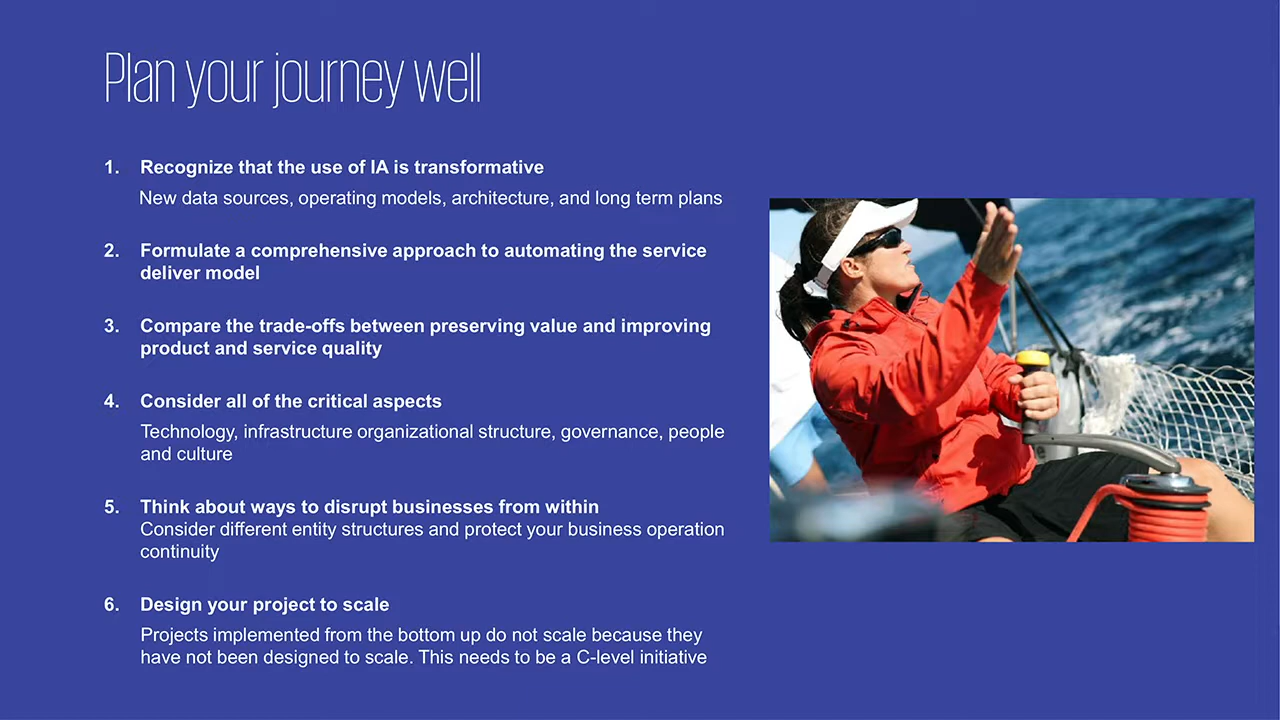 Plan your journey well
1. Recognize that the use of IA is transformative
New data sources, operating models, architecture, and long term plans
2. Formulate a comprehensive approach to automating the service
deliver model
3. Compare the trade-offs between preserving value and improving
product and service quality
4. Consider all of the critical aspects
Technology, infrastructure organizational structure, governance, people
and culture
5. Think about ways to disrupt businesses from within
Consider different entity structures and protect your business operation
continuity
6. Design your project to scale
Projects implemented from the bottom up do not scale because they
have not been designed to scale. This needs to be a C-level initiative